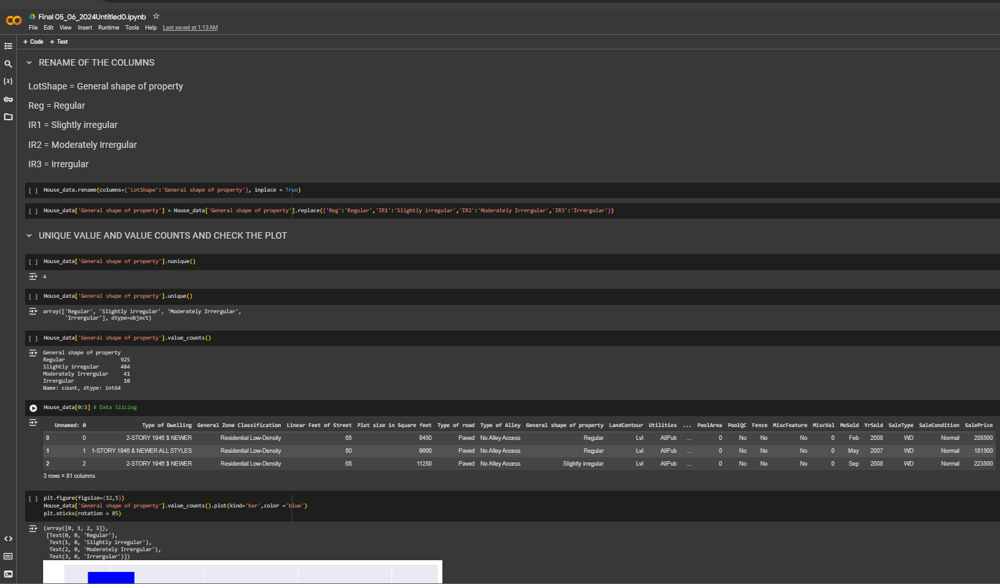 Final 05_06_2024Untitled0.ipynb
File Edit View Insert Runtime Tools Help Last saved at 1:13 AM
+ Code + Text
RENAME OF THE COLUMNS
LotShape = General shape of property
Reg = Regular
IR1 = Slightly irregular
IR2 = Moderately Irrergular
IR3 = Irrergular
[ ] House_data.rename(columns={'LotShape':'General shape of property'}, inplace = True)
[ ] House_data['General shape of property'] = House_data['General shape of property'].replace({'Reg':'Regular','IR1':'Slightly irregular','IR2':'Moderately Irrergular','IR3':'Irrergular'})
UNIQUE VALUE AND VALUE COUNTS AND CHECK THE PLOT
[ ] House_data['General shape of property'].nunique()
4
[ ] House_data['General shape of property'].unique()
array(['Regular', 'Slightly irregular', 'Moderately Irrergular',
'Irrergular'], dtype=object)
[ ] House_data['General shape of property'].value_counts()
General shape of property
Regular 925
Slightly irregular 484
Moderately Irrergular 41
Irrergular 10
Name: count, dtype: int64
House_data[0:3] # Data Slicing
Unnamed: 0 Type of Dwelling General Zone Classification Linear Feet of Street Plot size in Square feet Type of road Type of Alley General shape of property LandContour Utilities ... PoolArea PoolQC Fence MiscFeature MiscVal MoSold YrSold SaleType SaleCondition SalePrice
0 0 2-STORY 1946 $ NEWER Residential Low-Density 65 8450 Paved No Alley Access Regular Lvl AllPub ... 0 No No No 0 Feb 2008 WD Normal 208500
1 1 1-STORY 1946 & NEWER ALL STYLES Residential Low-Density 80 9600 Paved No Alley Access Regular Lvl AllPub ... 0 No No No 0 May 2007 WD Normal 181500
2 2 2-STORY 1946 $ NEWER Residential Low-Density 68 11250 Paved No Alley Access Slightly irregular Lvl AllPub ... 0 No No No 0 Sep 2008 WD Normal 223500
3 rows × 81 columns
[ ] plt.figure(figsize=(12,5))
House_data['General shape of property'].value_counts().plot(kind='bar',color ='blue')
plt.xticks(rotation = 85)
(array([0, 1, 2, 3]),
[Text(0, 0, 'Regular'),
Text(1, 0, 'Slightly irregular'),
Text(2, 0, 'Moderately Irrergular'),
Text(3, 0, 'Irrergular')])